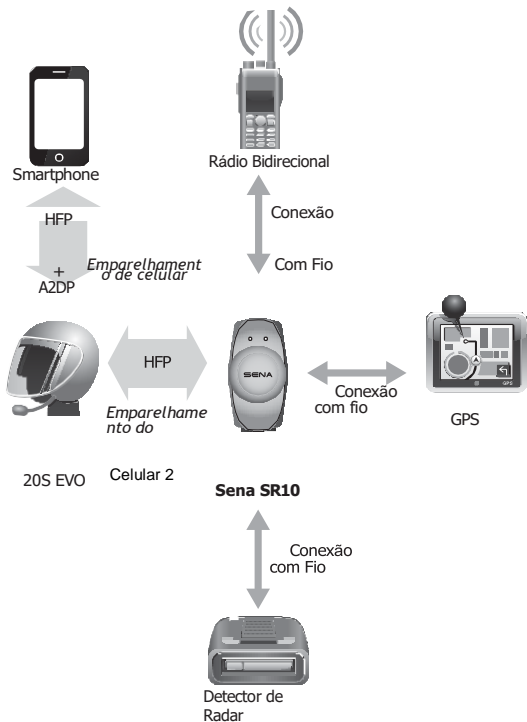 Smartphone
HFP
+
A2DP
Emparelhament
o de celular
Rádio Bidirecional
Conexão
Com Fio
HFP
Emparelhame
nto do
Celular 2
20S EVO
SENA
Sena SR10
Conexão
com fio
GPS
GPS
Conexão
com Fio
Detector de
Radar